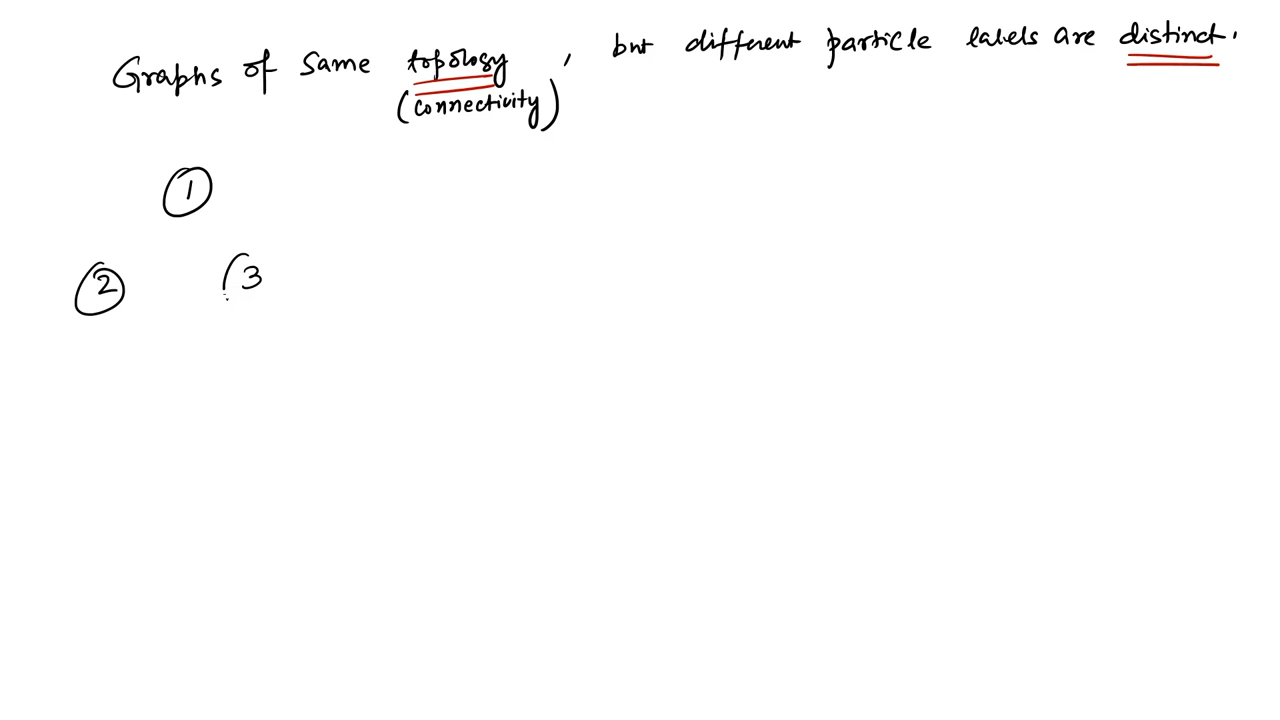 Graphs of same topology, but different particle labels are distinct.
(connectivity)
1
2 3